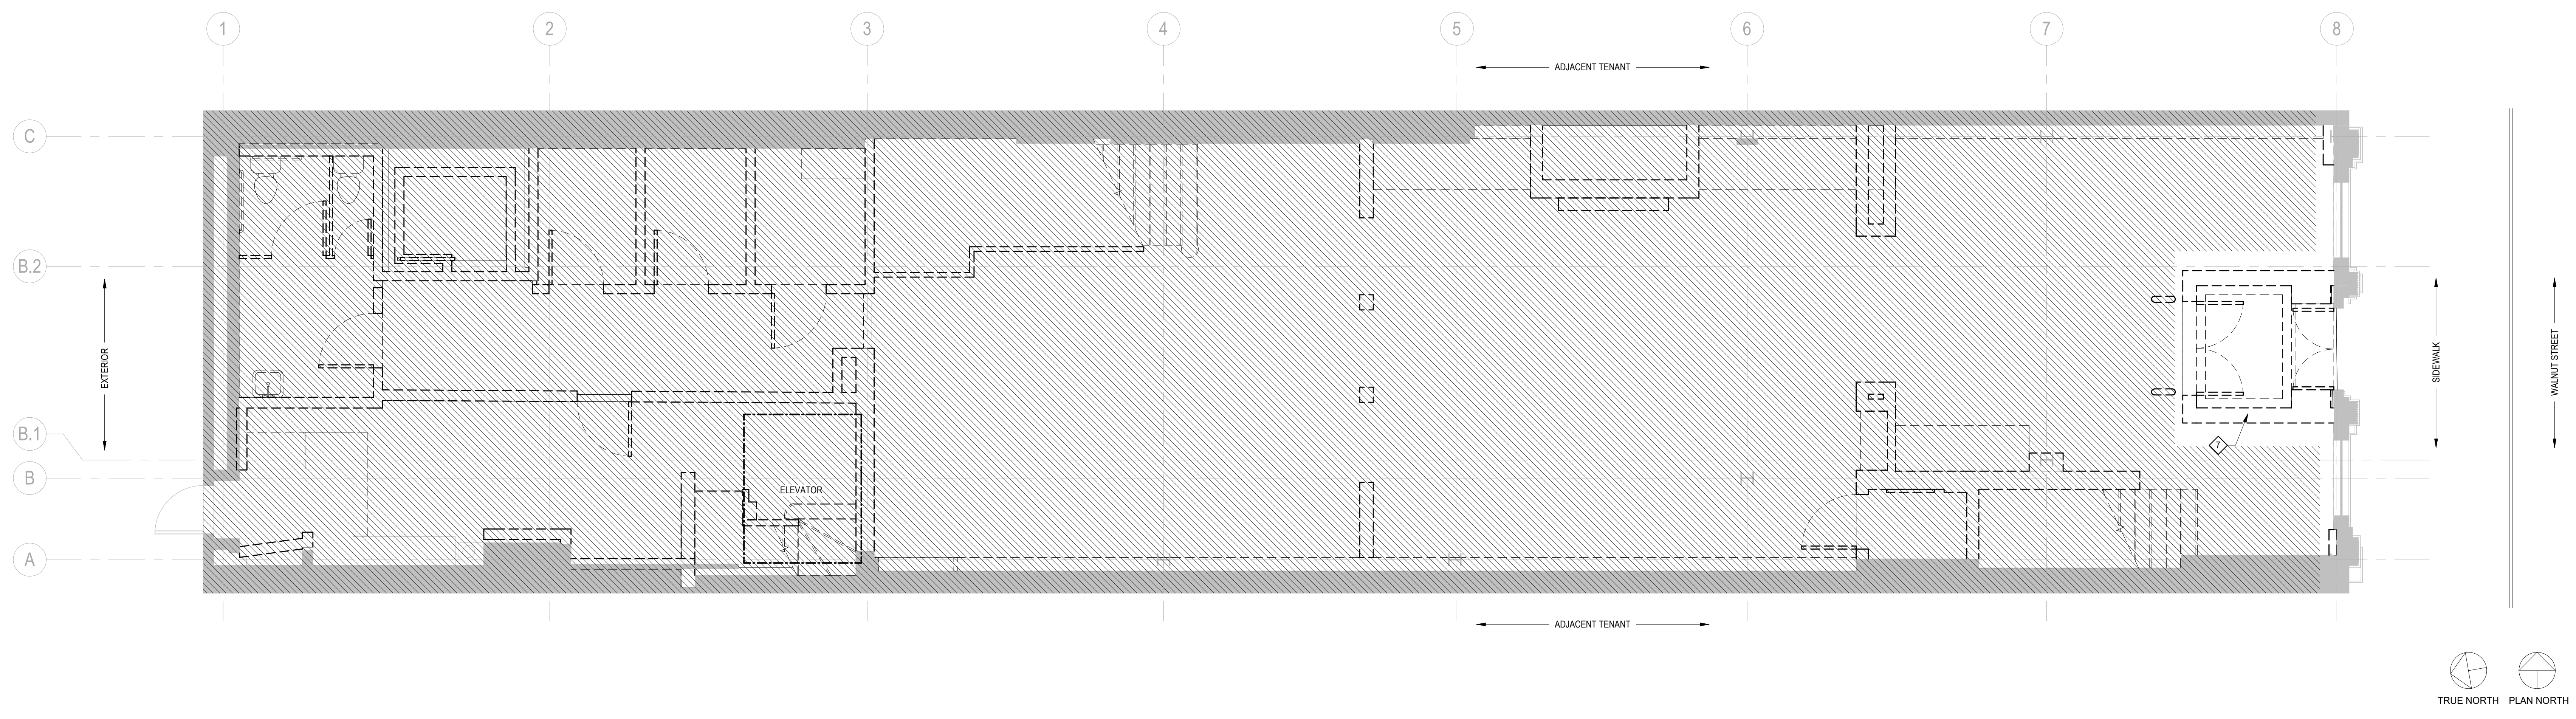 1 2 3 4 5 6 7 8
ADJACENT TENANT
C
B.2
B.1
B
A
EXTERIOR
ELEVATOR
7
SIDEWALK
WALNUT STREET
ADJACENT TENANT
TRUE NORTH PLAN NORTH